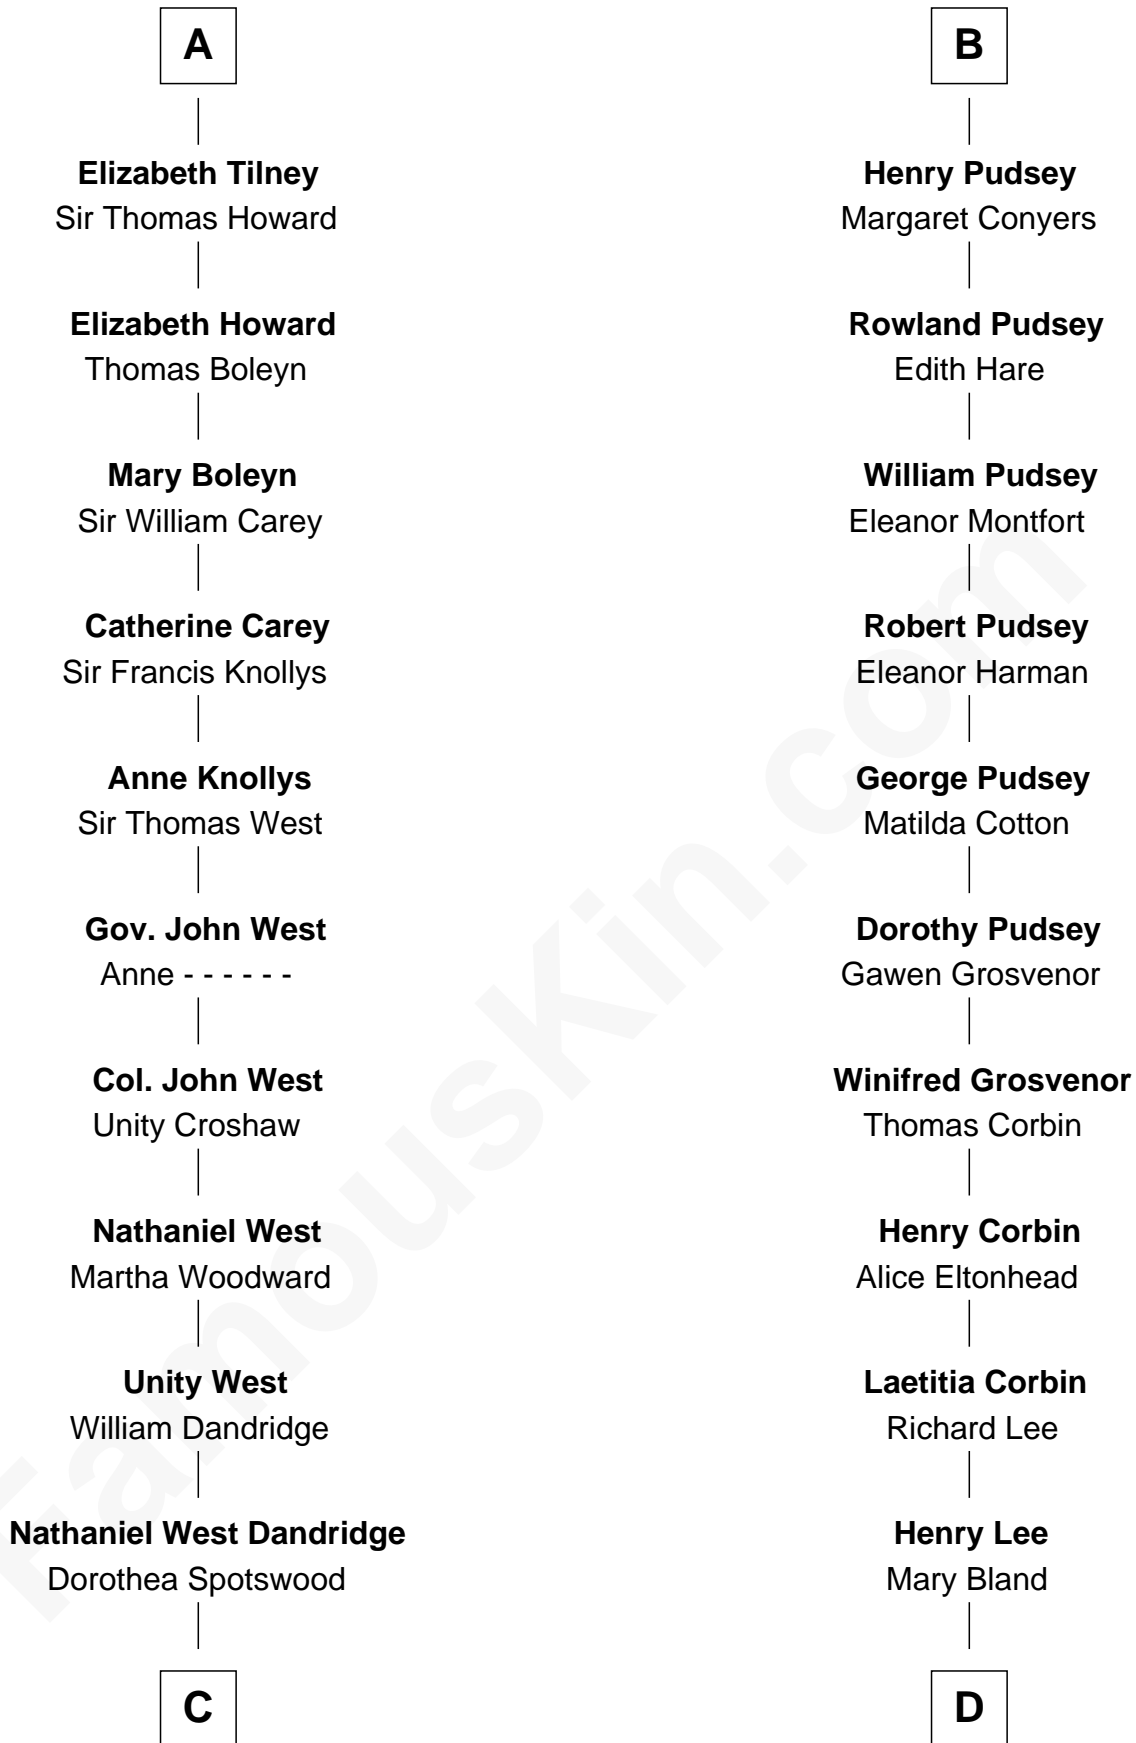 A
Elizabeth Tilney
Sir Thomas Howard
Elizabeth Howard
Thomas Boleyn
Mary Boleyn
Sir William Carey
Catherine Carey
Sir Francis Knollys
Anne Knollys
Sir Thomas West
Gov. John West
Anne - - - - - -
Col. John West
Unity Croshaw
Nathaniel West
Martha Woodward
Unity West
William Dandridge
Nathaniel West Dandridge
Dorothea Spotswood
C
B
Henry Pudsey
Margaret Conyers
Rowland Pudsey
Edith Hare
William Pudsey
Eleanor Montfort
Robert Pudsey
Eleanor Harman
George Pudsey
Matilda Cotton
Dorothy Pudsey
Gawen Grosvenor
Winifred Grosvenor
Thomas Corbin
Henry Corbin
Alice Eltonhead
Laetitia Corbin
Richard Lee
Henry Lee
Mary Bland
D
FamousKin.com